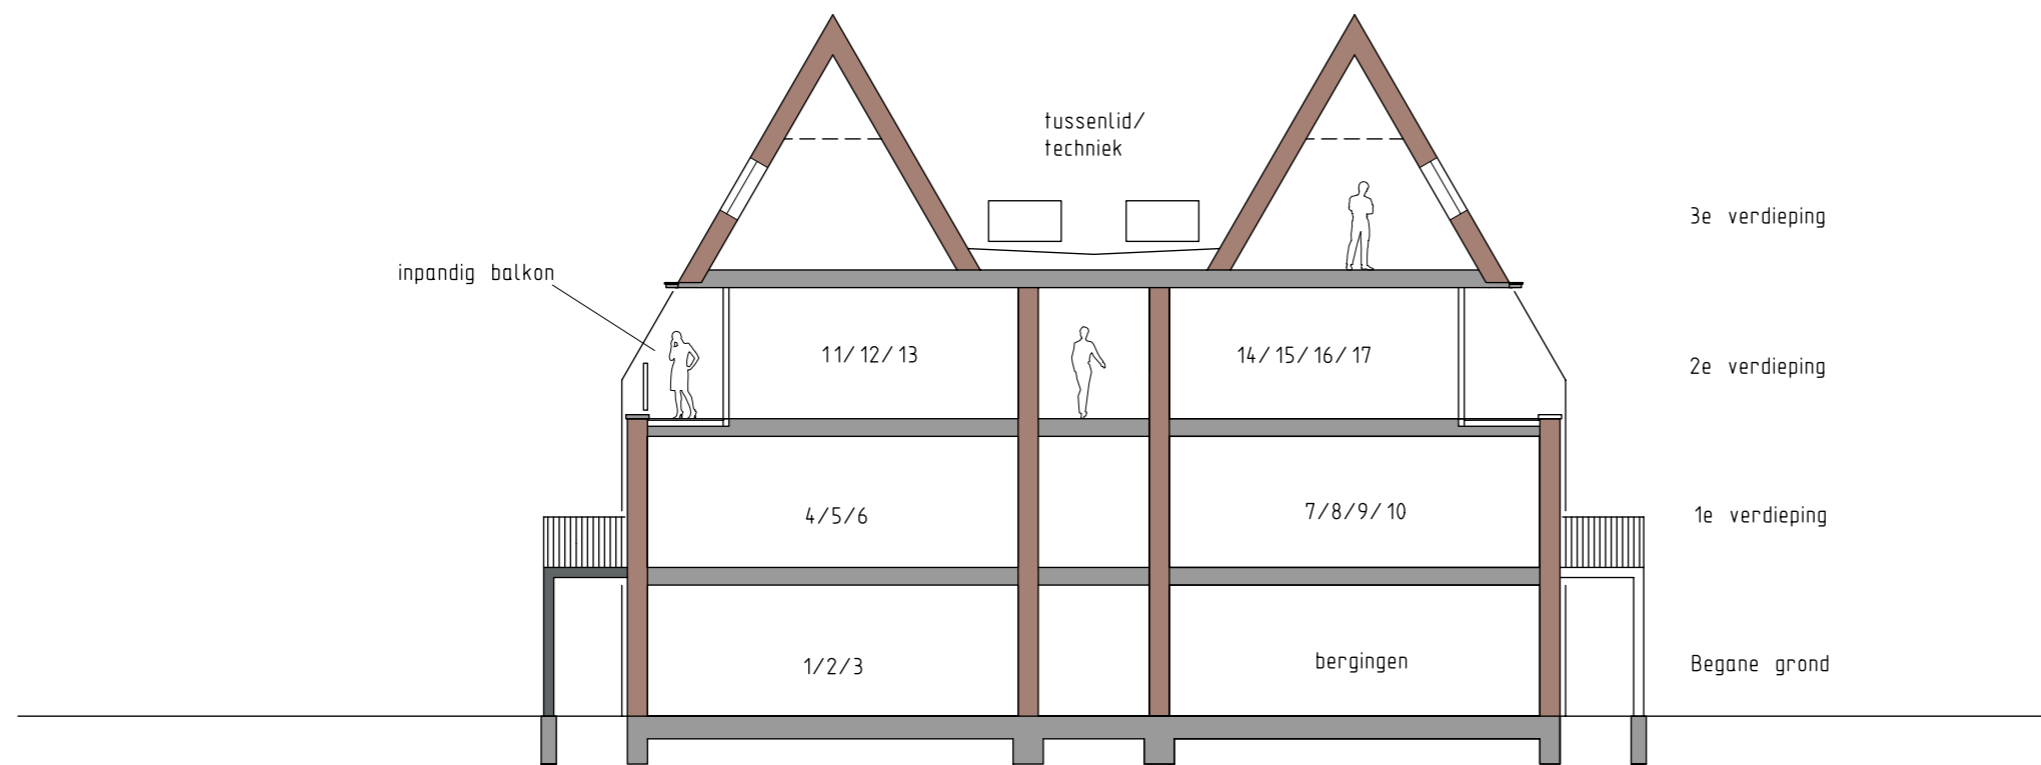 tussenlid/
techniek
3e verdieping
inpandig balkon
11/12/13
14/15/16/17
2e verdieping
4/5/6
7/8/9/10
1e verdieping
1/2/3
bergingen
Begane grond